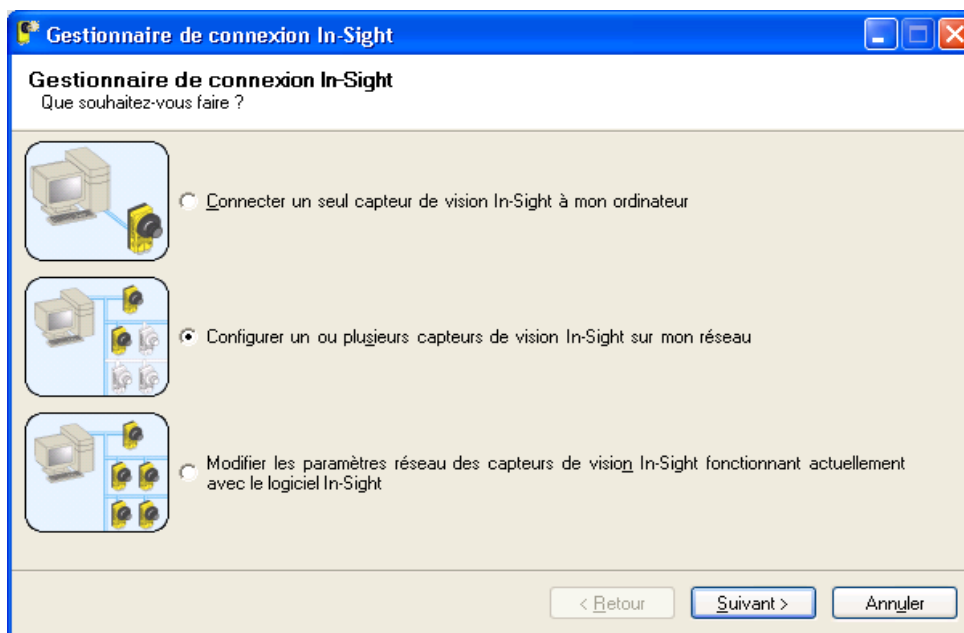 Gestionnaire de connexion In-Sight
Gestionnaire de connexion In-Sight
Que souhaitez-vous faire ?
Connecter un seul capteur de vision In-Sight à mon ordinateur
Configurer un ou plusieurs capteurs de vision In-Sight sur mon réseau
Modifier les paramètres réseau des capteurs de vision In-Sight fonctionnant actuellement
avec le logiciel In-Sight
< Retour
Suivant >
Annuler